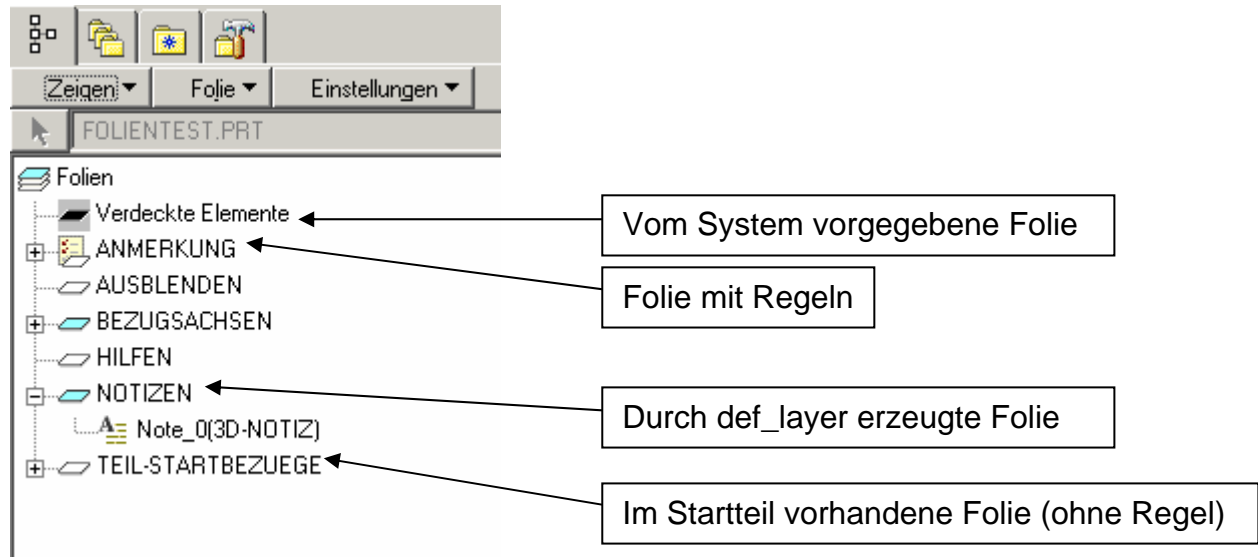 Zeigen Folie Einstellungen
FOLIENTEST.PRT
Folien
Verdeckte Elemente
ANMERKUNG
AUSBLENDEN
BEZUGSACHSEN
HILFEN
NOTIZEN
Note_0(3D-NOTIZ)
TEIL-STARTBEZUEGE
Vom System vorgegebene Folie
Folie mit Regeln
Durch def_layer erzeugte Folie
Im Startteil vorhandene Folie (ohne Regel)